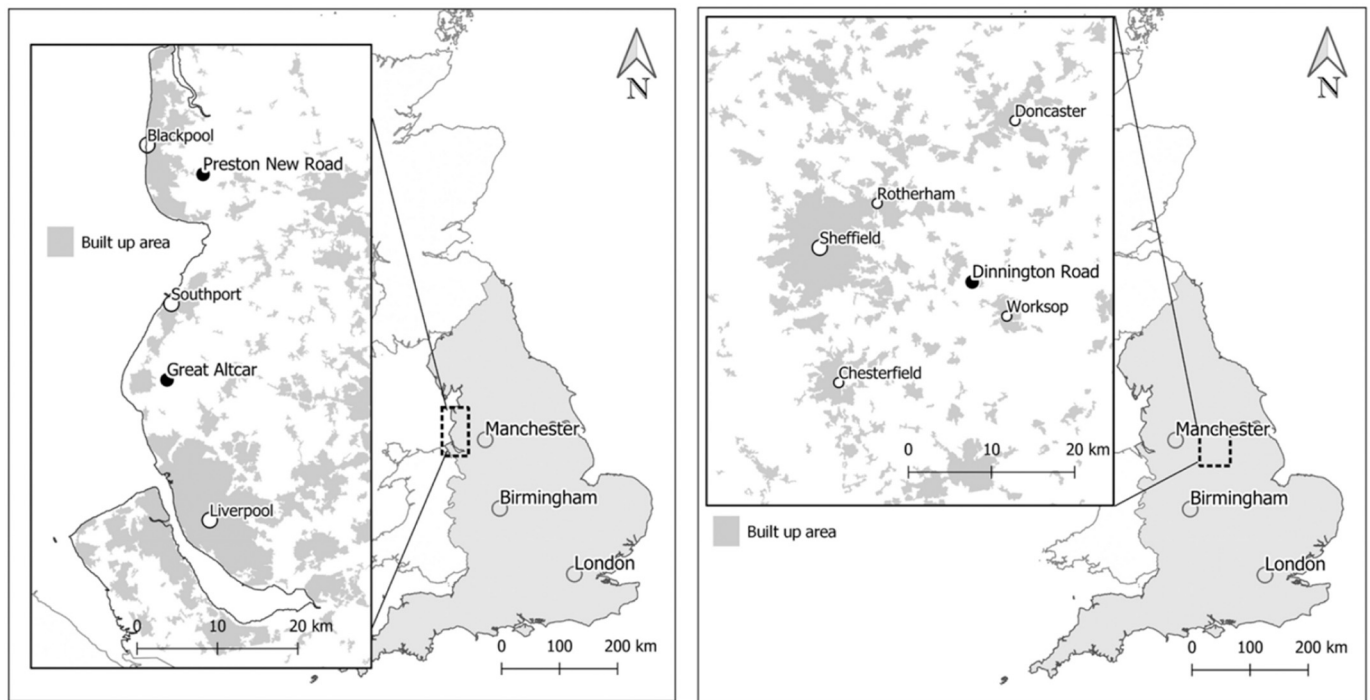 N
Blackpool
Preston New Road
Built up area
Southport
Great Altcar
Liverpool
0 10 20 km
Manchester
Birmingham
London
0 100 200 km
N
Doncaster
Rotherham
Sheffield
Dinnington Road
Worksop
Chesterfield
0 10 20 km
Built up area
Manchester
Birmingham
London
0 100 200 km